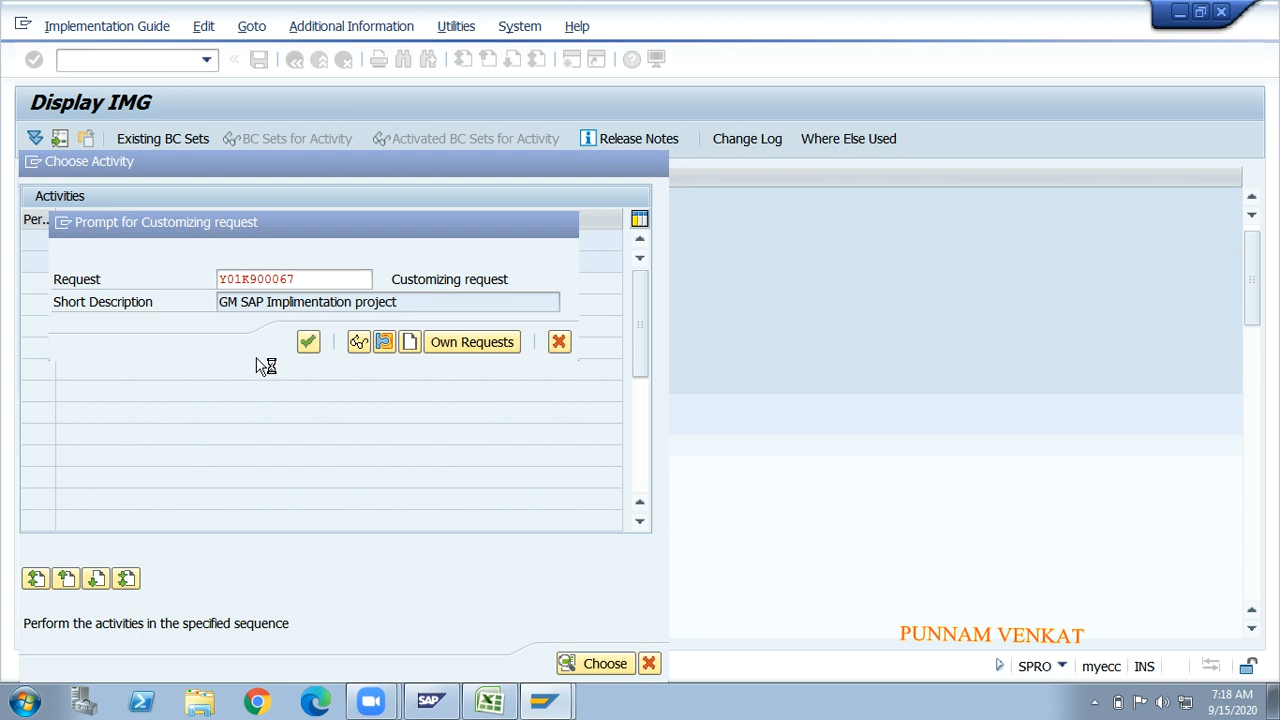 Implementation Guide Edit Goto Additional Information Utilities System Help
Display IMG
Existing BC Sets BC Sets for Activity Activated BC Sets for Activity Release Notes Change Log Where Else Used
Choose Activity
Activities
Per..
Prompt for Customizing request
Request Y01K900067 Customizing request
Short Description GM SAP Implimentation project
Own Requests
Perform the activities in the specified sequence
PUNNAM VENKAT
Choose
SPRO myecc INS
SAP
7:18 AM
9/15/2020